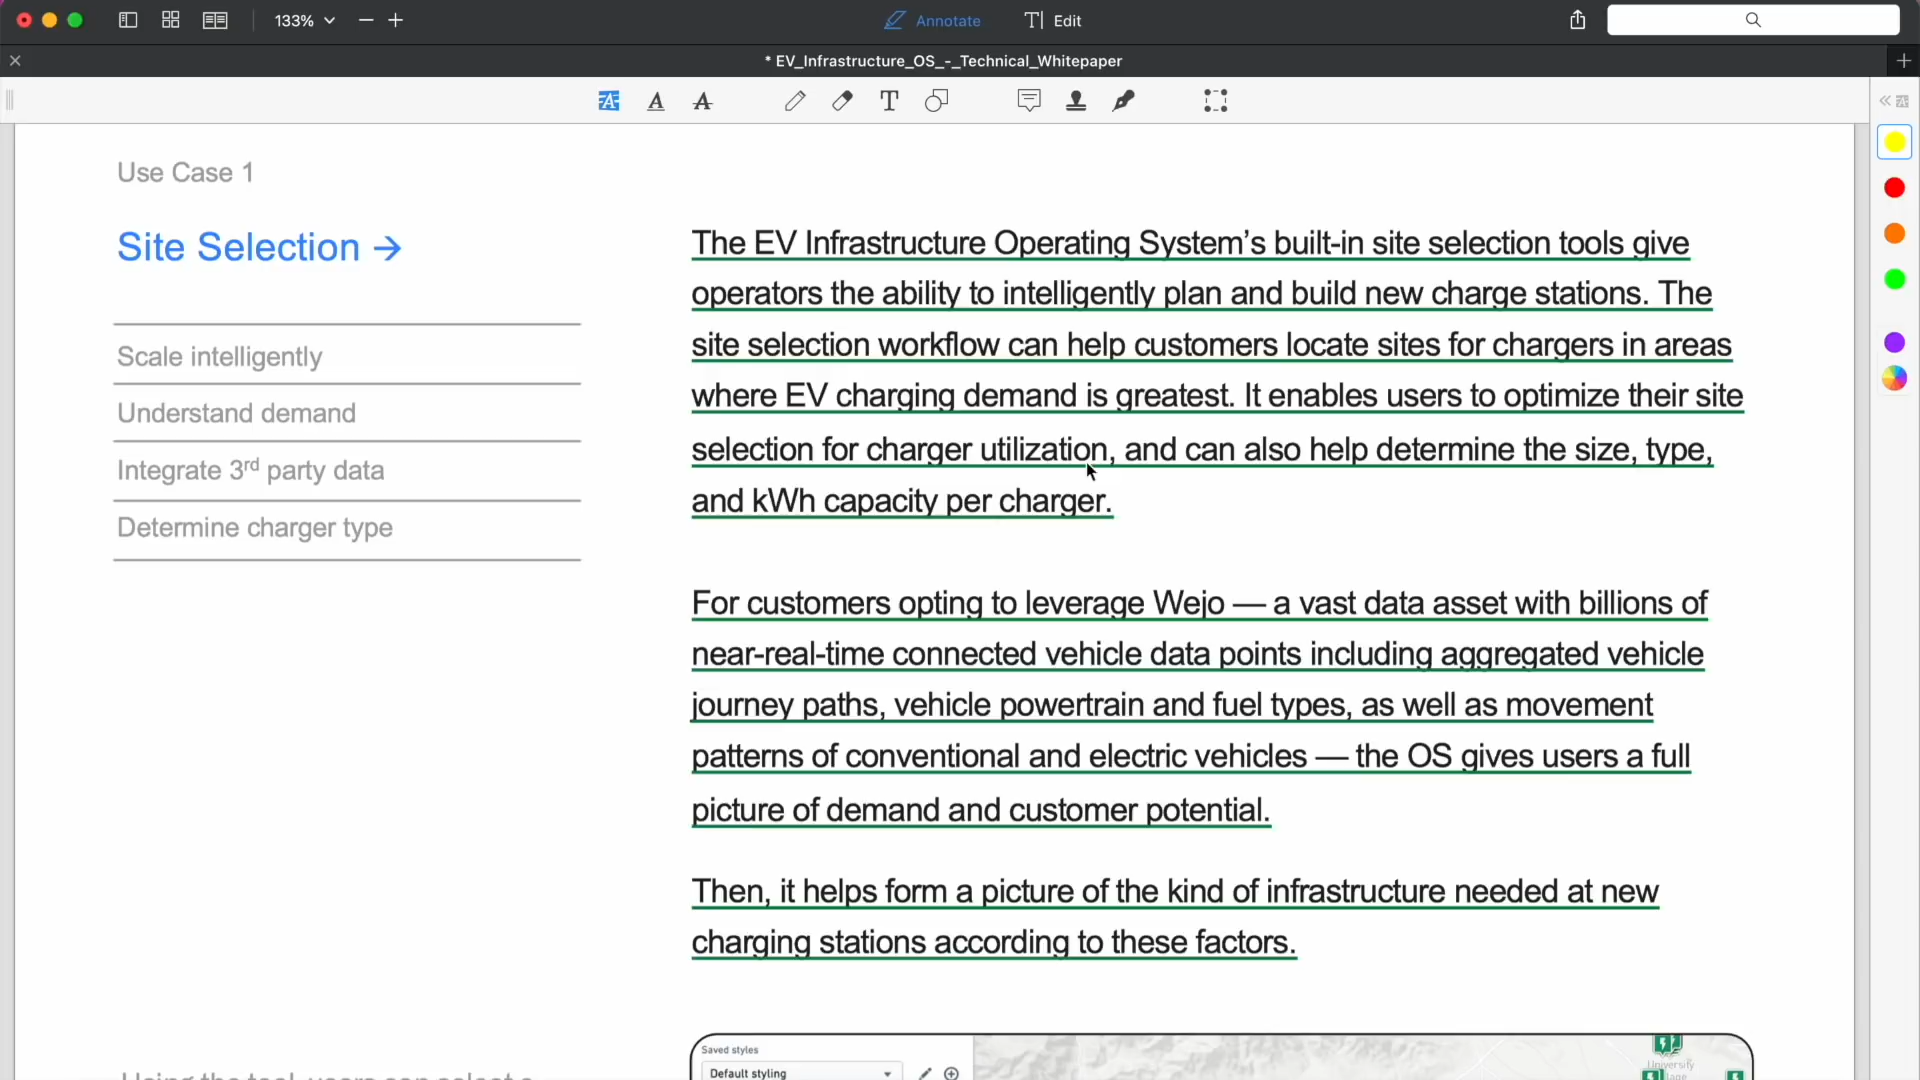 133%
Annotate
Edit
* EV_Infrastructure_OS_-_Technical_Whitepaper
Use Case 1
Site Selection →
Scale intelligently
Understand demand
Integrate 3rd party data
Determine charger type
The EV Infrastructure Operating System’s built-in site selection tools give
operators the ability to intelligently plan and build new charge stations. The
site selection workflow can help customers locate sites for chargers in areas
where EV charging demand is greatest. It enables users to optimize their site
selection for charger utilization, and can also help determine the size, type,
and kWh capacity per charger.
For customers opting to leverage Wejo — a vast data asset with billions of
near-real-time connected vehicle data points including aggregated vehicle
journey paths, vehicle powertrain and fuel types, as well as movement
patterns of conventional and electric vehicles — the OS gives users a full
picture of demand and customer potential.
Then, it helps form a picture of the kind of infrastructure needed at new
charging stations according to these factors.
Using the tool, users can select a
Saved styles
Default styling
University